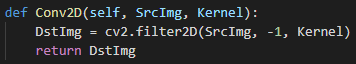 def Conv2D(self, SrcImg, Kernel):
    DstImg = cv2.filter2D(SrcImg, -1, Kernel)
    return DstImg